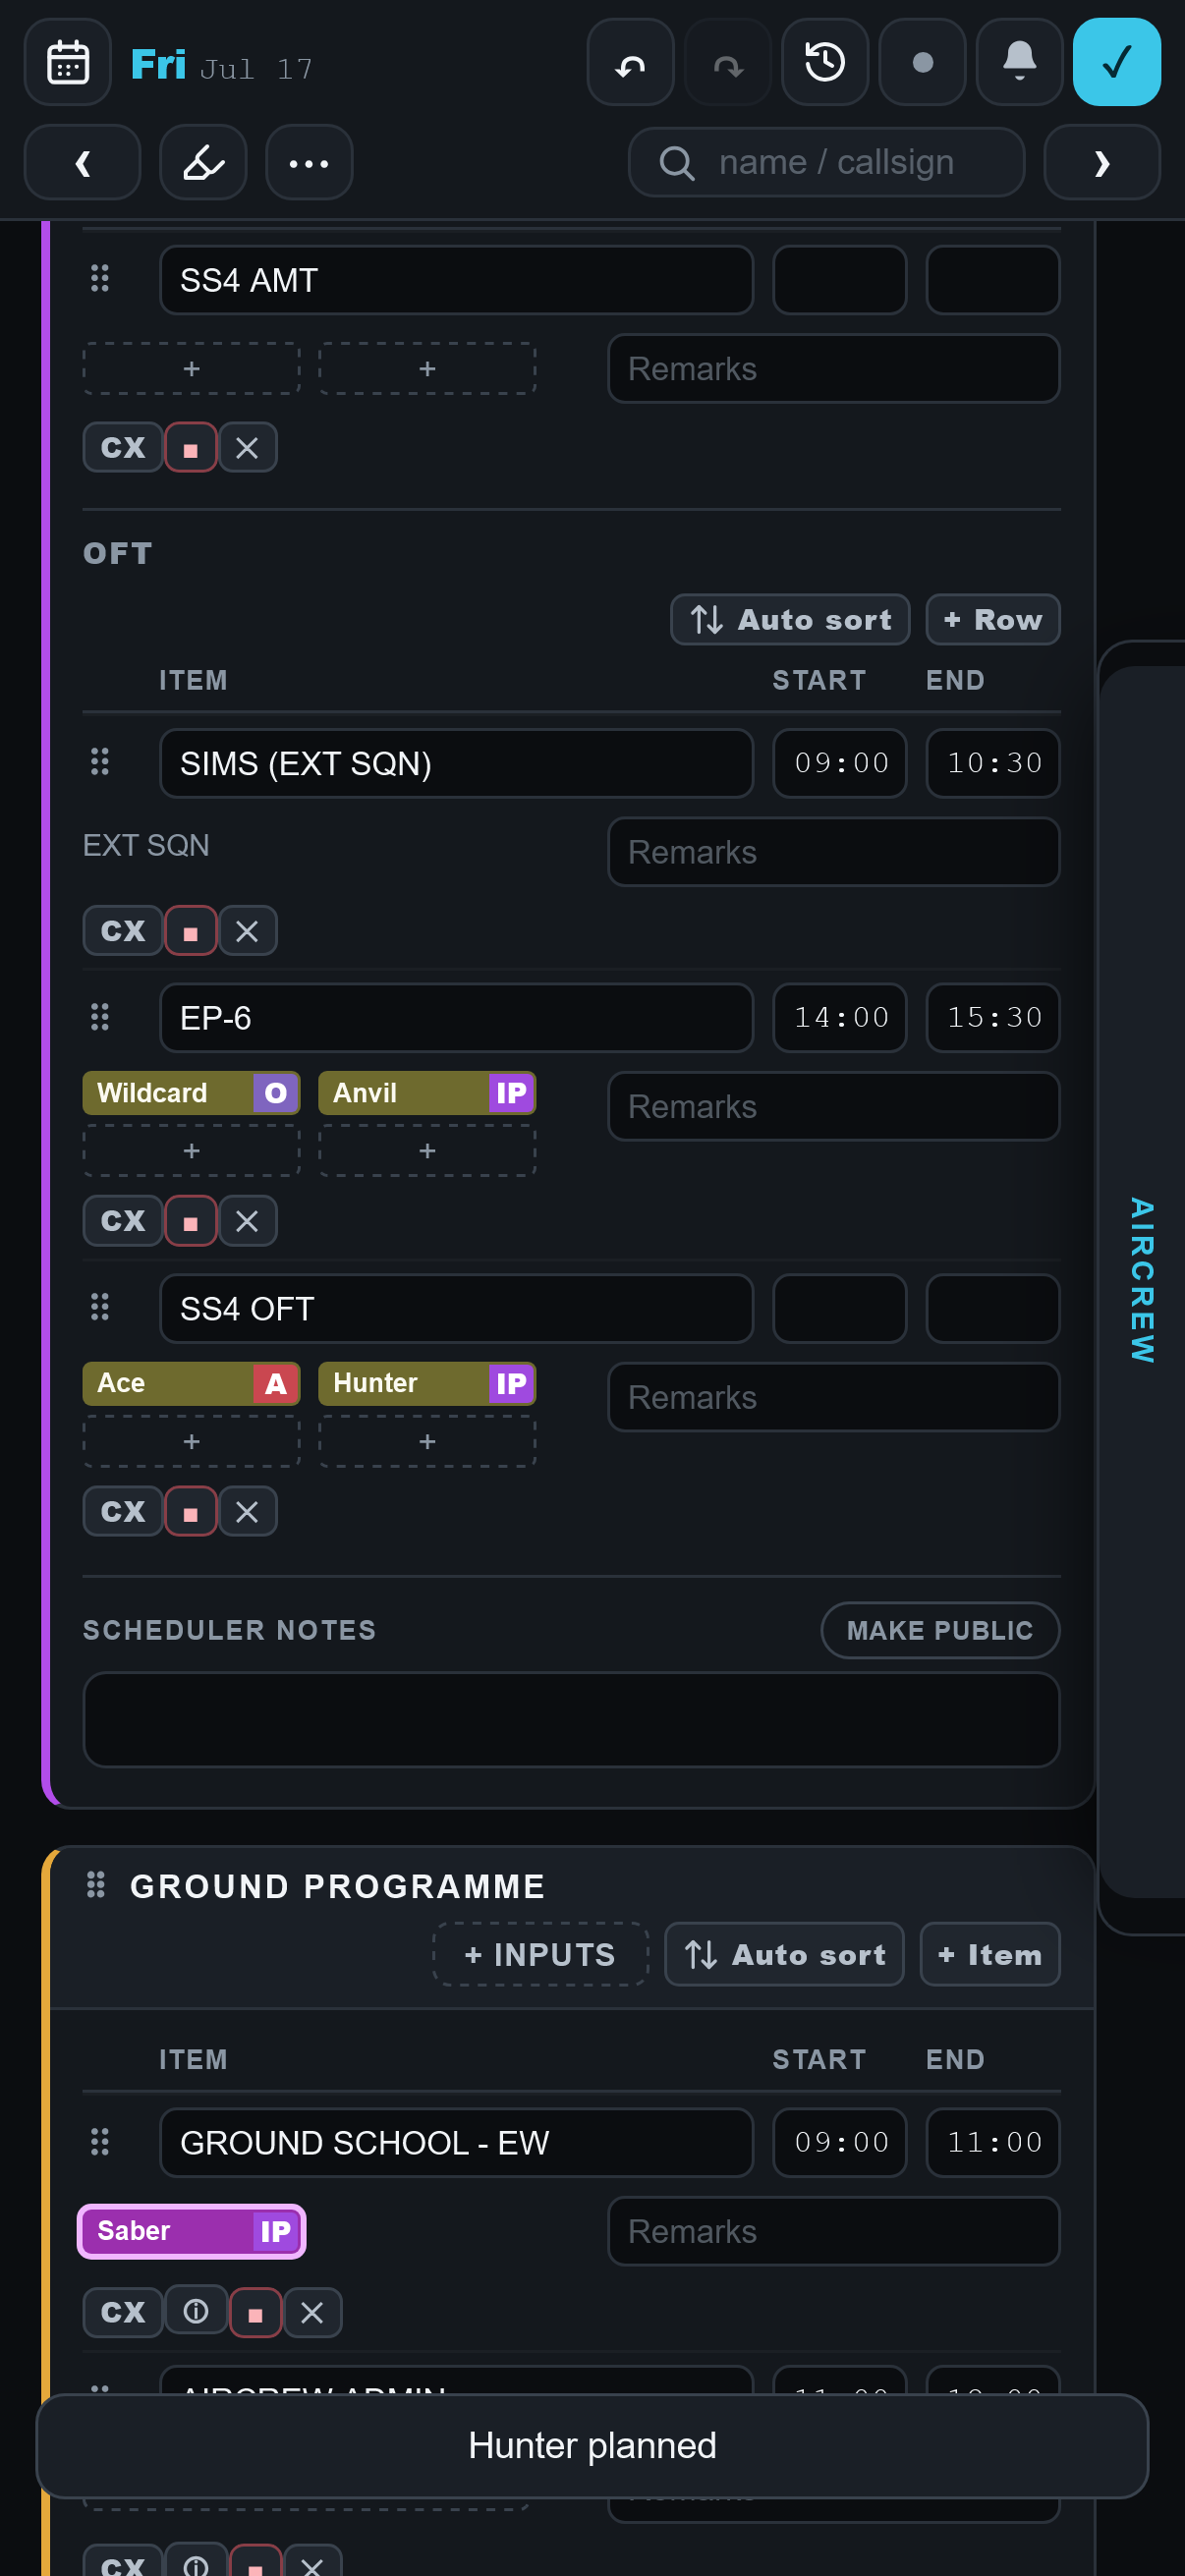 Fri Jul 17
name / callsign
SS4 AMT
+ + Remarks
CX
OFT
Auto sort + Row
ITEM START END
SIMS (EXT SQN) 09:00 10:30
EXT SQN Remarks
CX
EP-6 14:00 15:30
Wildcard O Anvil IP Remarks
+ +
CX
SS4 OFT
Ace A Hunter IP Remarks
+ +
CX
AIRCREW
SCHEDULER NOTES MAKE PUBLIC
GROUND PROGRAMME
+ INPUTS Auto sort + Item
ITEM START END
GROUND SCHOOL - EW 09:00 11:00
Saber IP Remarks
CX
AIRCREW ADMIN
Hunter planned
CX